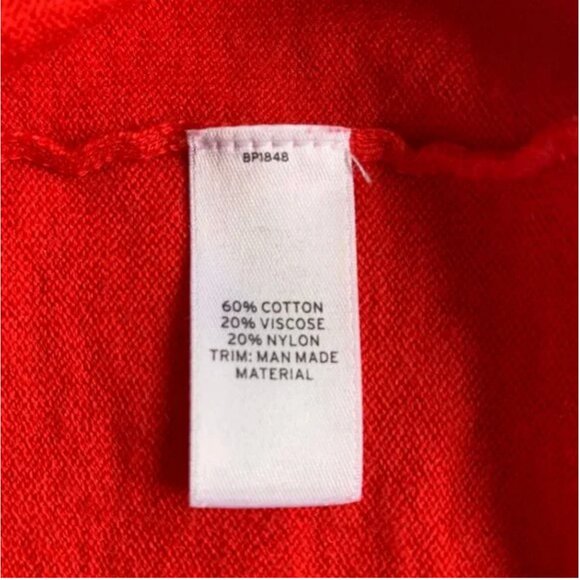 BP1848
60% COTTON
20% VISCOSE
20% NYLON
TRIM: MAN MADE
MATERIAL